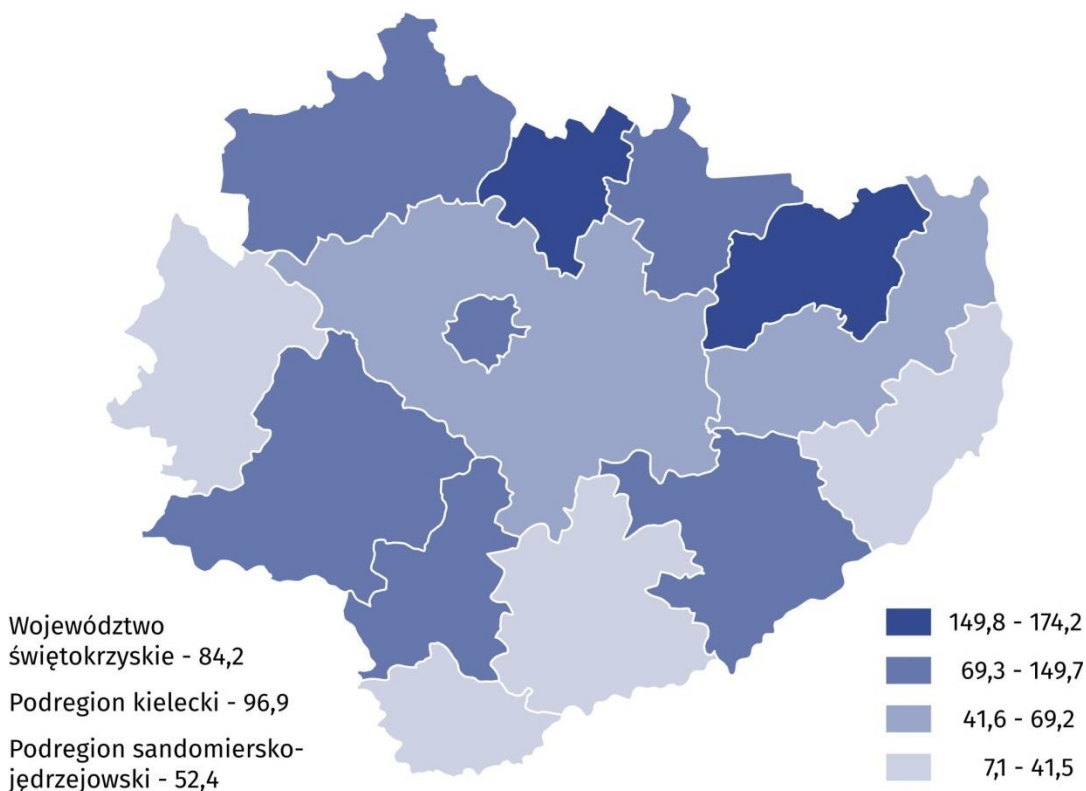 Województwo
świętokrzyskie - 84,2
Podregion kielecki - 96,9
Podregion sandomiersko-
jędrzejowski - 52,4
149,8 - 174,2
69,3 - 149,7
41,6 - 69,2
7,1 - 41,5